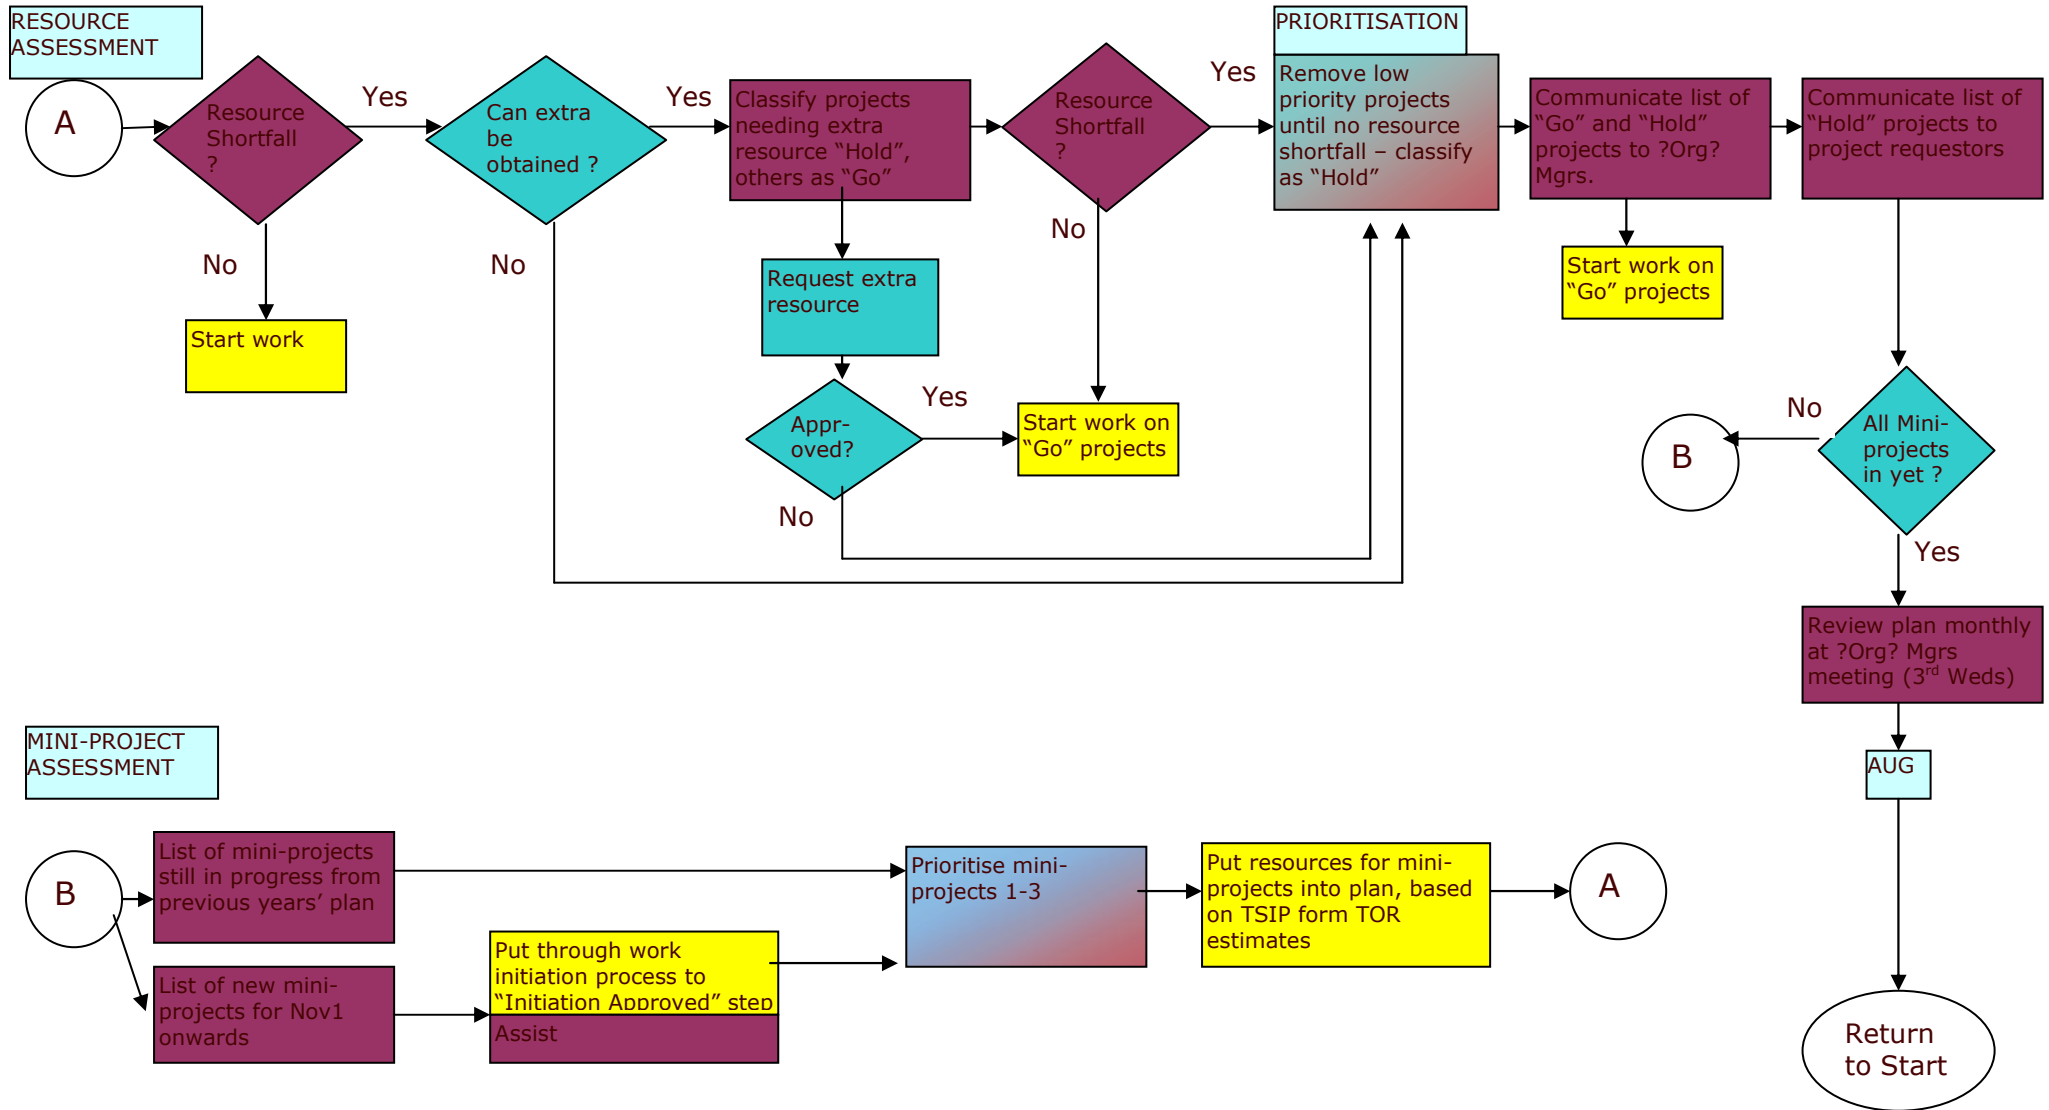 RESOURCE
ASSESSMENT
A
Resource
Shortfall
?
Yes
No
Start work
Can extra
be
obtained ?
Yes
No
Classify projects
needing extra
resource “Hold”,
others as “Go”
Request extra
resource
Appr-
oved?
Yes
No
Resource
Shortfall
?
Yes
No
Start work on
“Go” projects
PRIORITISATION
Remove low
priority projects
until no resource
shortfall – classify
as “Hold”
Communicate list of
“Go” and “Hold”
projects to ?Org?
Mgrs.
Start work on
“Go” projects
Communicate list of
“Hold” projects to
project requestors
All Mini-
projects
in yet ?
No
B
Yes
Review plan monthly
at ?Org? Mgrs
meeting (3rd Weds)
AUG
Return
to Start
MINI-PROJECT
ASSESSMENT
B
List of mini-projects
still in progress from
previous years’ plan
List of new mini-
projects for Nov1
onwards
Put through work
initiation process to
“Initiation Approved” step
Assist
Prioritise mini-
projects 1-3
Put resources for mini-
projects into plan, based
on TSIP form TOR
estimates
A